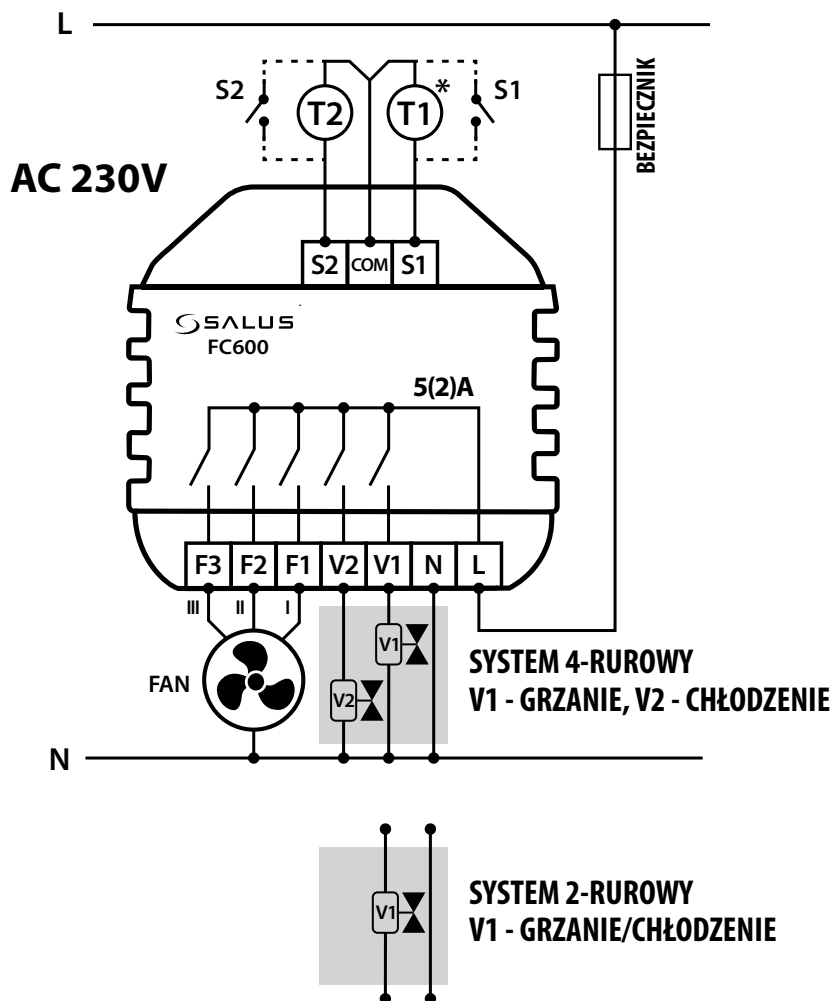 L
S2
T2
T1
*
S1
BEZPIECZNIK
AC 230V
S2 COM S1
SALUS
FC600
5(2)A
F3 F2 F1 V2 V1 N L
III II I
V1
V2
FAN
SYSTEM 4-RUROWY
V1 - GRZANIE, V2 - CHŁODZENIE
N
V1
SYSTEM 2-RUROWY
V1 - GRZANIE/CHŁODZENIE